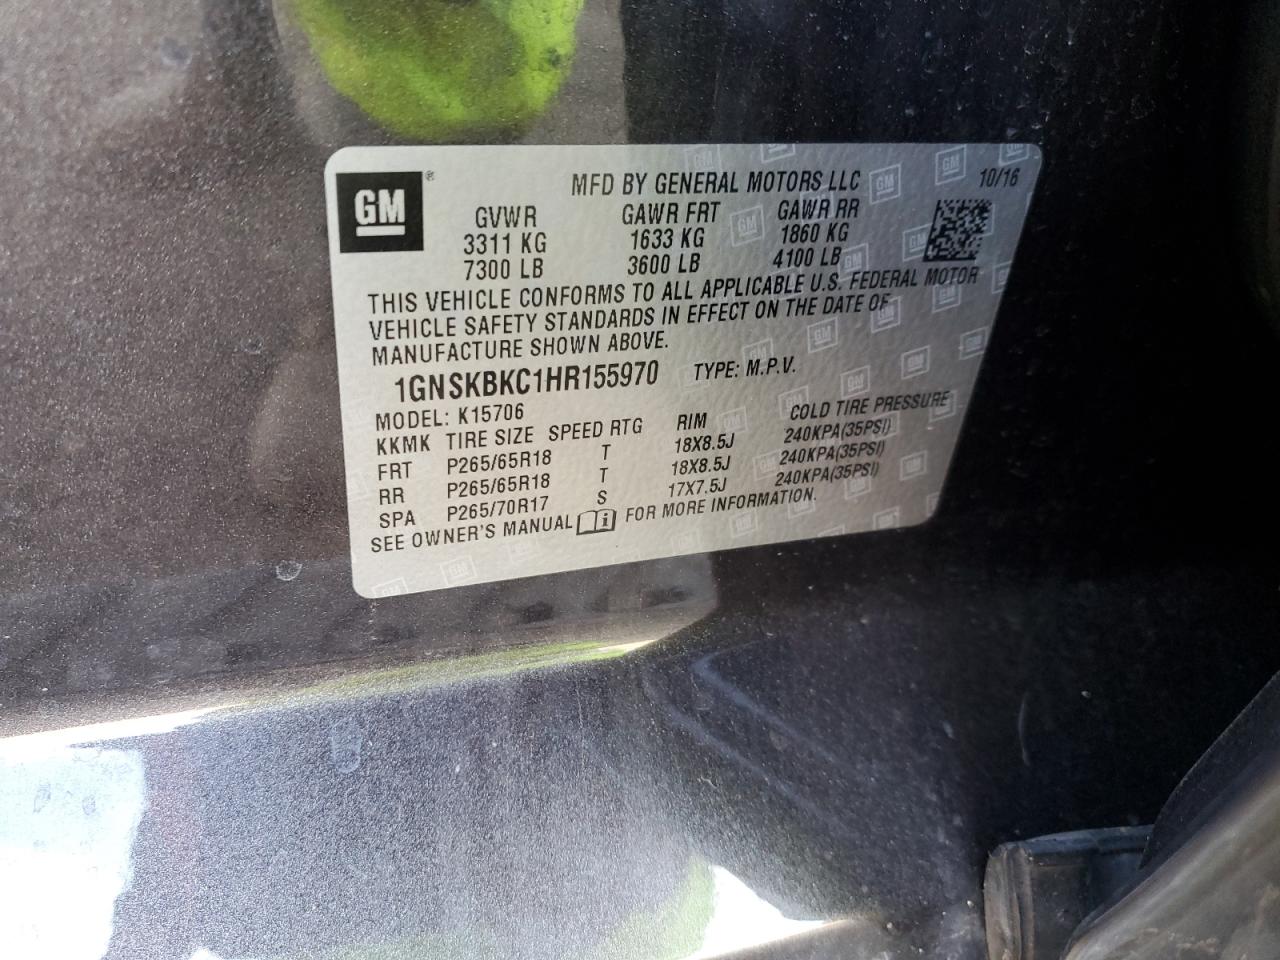 GM®
MFD BY GENERAL MOTORS LLC 10/16
GVWR GAWR FRT GAWR RR
3311 KG 1633 KG 1860 KG
7300 LB 3600 LB 4100 LB
THIS VEHICLE CONFORMS TO ALL APPLICABLE U.S. FEDERAL MOTOR
VEHICLE SAFETY STANDARDS IN EFFECT ON THE DATE OF
MANUFACTURE SHOWN ABOVE.
1GNSKBKC1HR155970 TYPE: M.P.V.
MODEL: K15706
KKMK TIRE SIZE SPEED RTG RIM COLD TIRE PRESSURE
FRT P265/65R18 T 18X8.5J 240KPA(35PSI)
RR P265/65R18 T 18X8.5J 240KPA(35PSI)
SPA P265/70R17 S 17X7.5J 240KPA(35PSI)
SEE OWNER'S MANUAL FOR MORE INFORMATION.